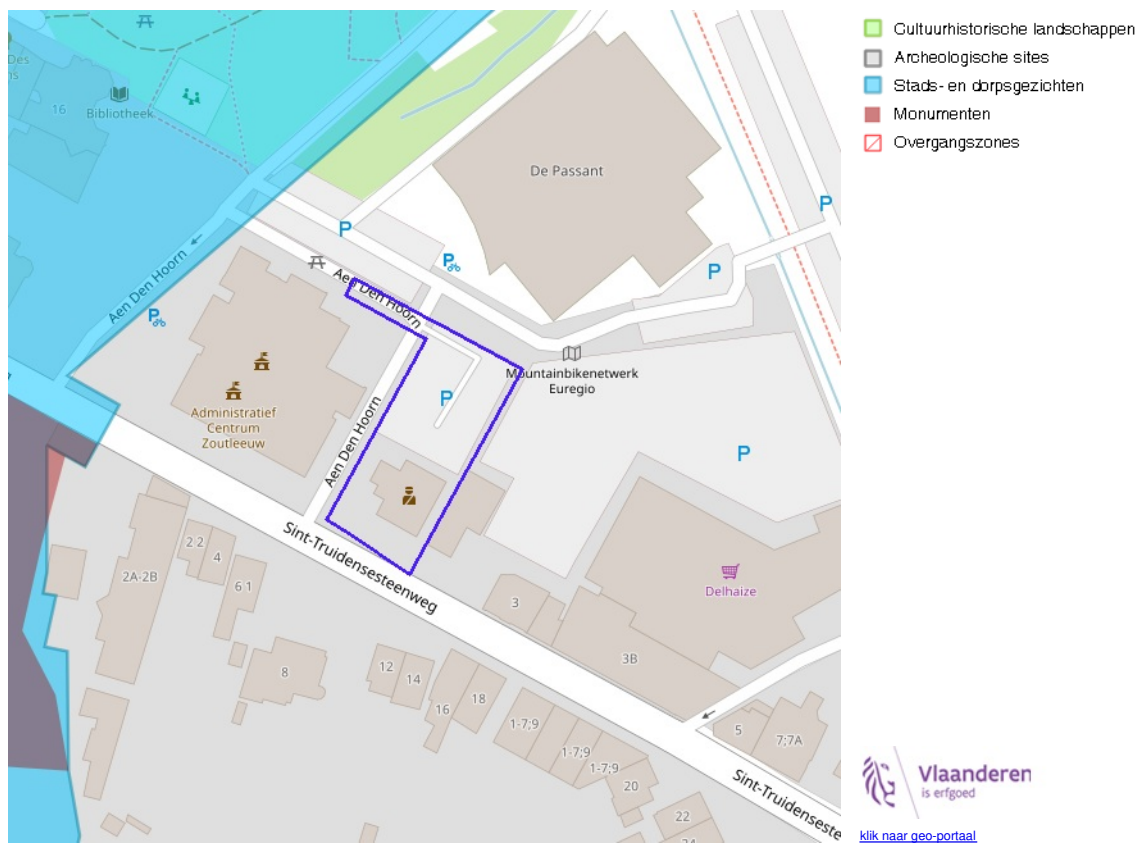 Cultuurhistorische landschappen
Archeologische sites
Stads- en dorpsgezichten
Monumenten
Overgangszones
Des
16
Bibliotheek
De Passant
P
P
P
Aen Den Hoorn
P
Aen Den Hoorn
P
Mountainbikenetwerk
Euregio
P
Administratief
Centrum
Zoutleeuw
Aen Den Hoorn
P
Sint-Truidensesteenweg
2A-2B
2 2
4
6 1
8
12
14
16
18
1-7;9
1-7;9
1-7;9
20
22
24
3
3B
Delhaize
5
7;7A
Sint-Truidenseste
Vlaanderen
is erfgoed
klik naar geo-portaal